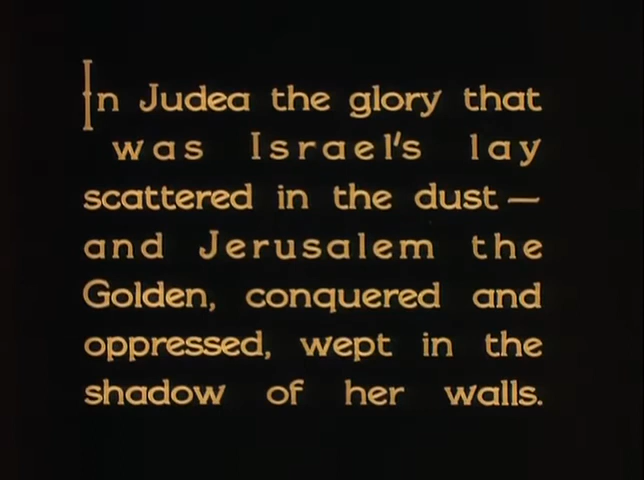 In Judea the glory that
was Israel's lay
scattered in the dust —
and Jerusalem the
Golden, conquered and
oppressed, wept in the
shadow of her walls.